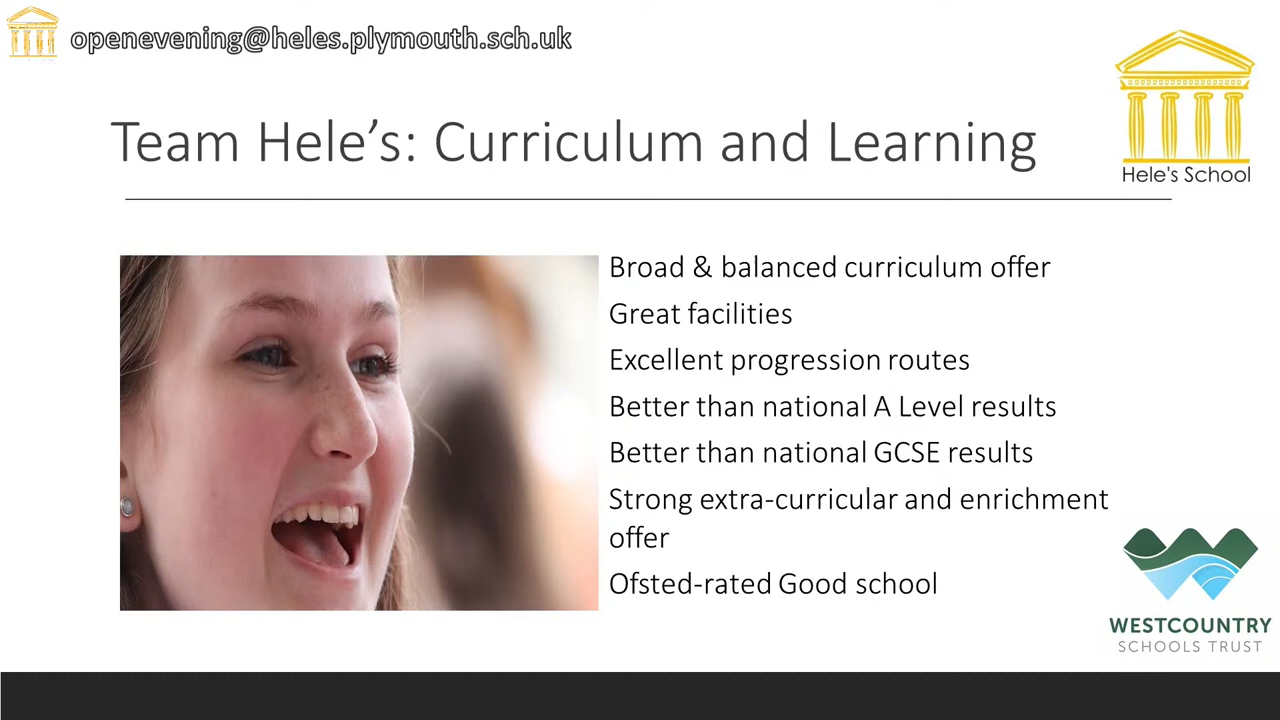 openevening@heles.plymouth.sch.uk
Hele's School
Team Hele’s: Curriculum and Learning
Broad & balanced curriculum offer
Great facilities
Excellent progression routes
Better than national A Level results
Better than national GCSE results
Strong extra-curricular and enrichment
offer
Ofsted-rated Good school
WESTCOUNTRY
SCHOOLS TRUST